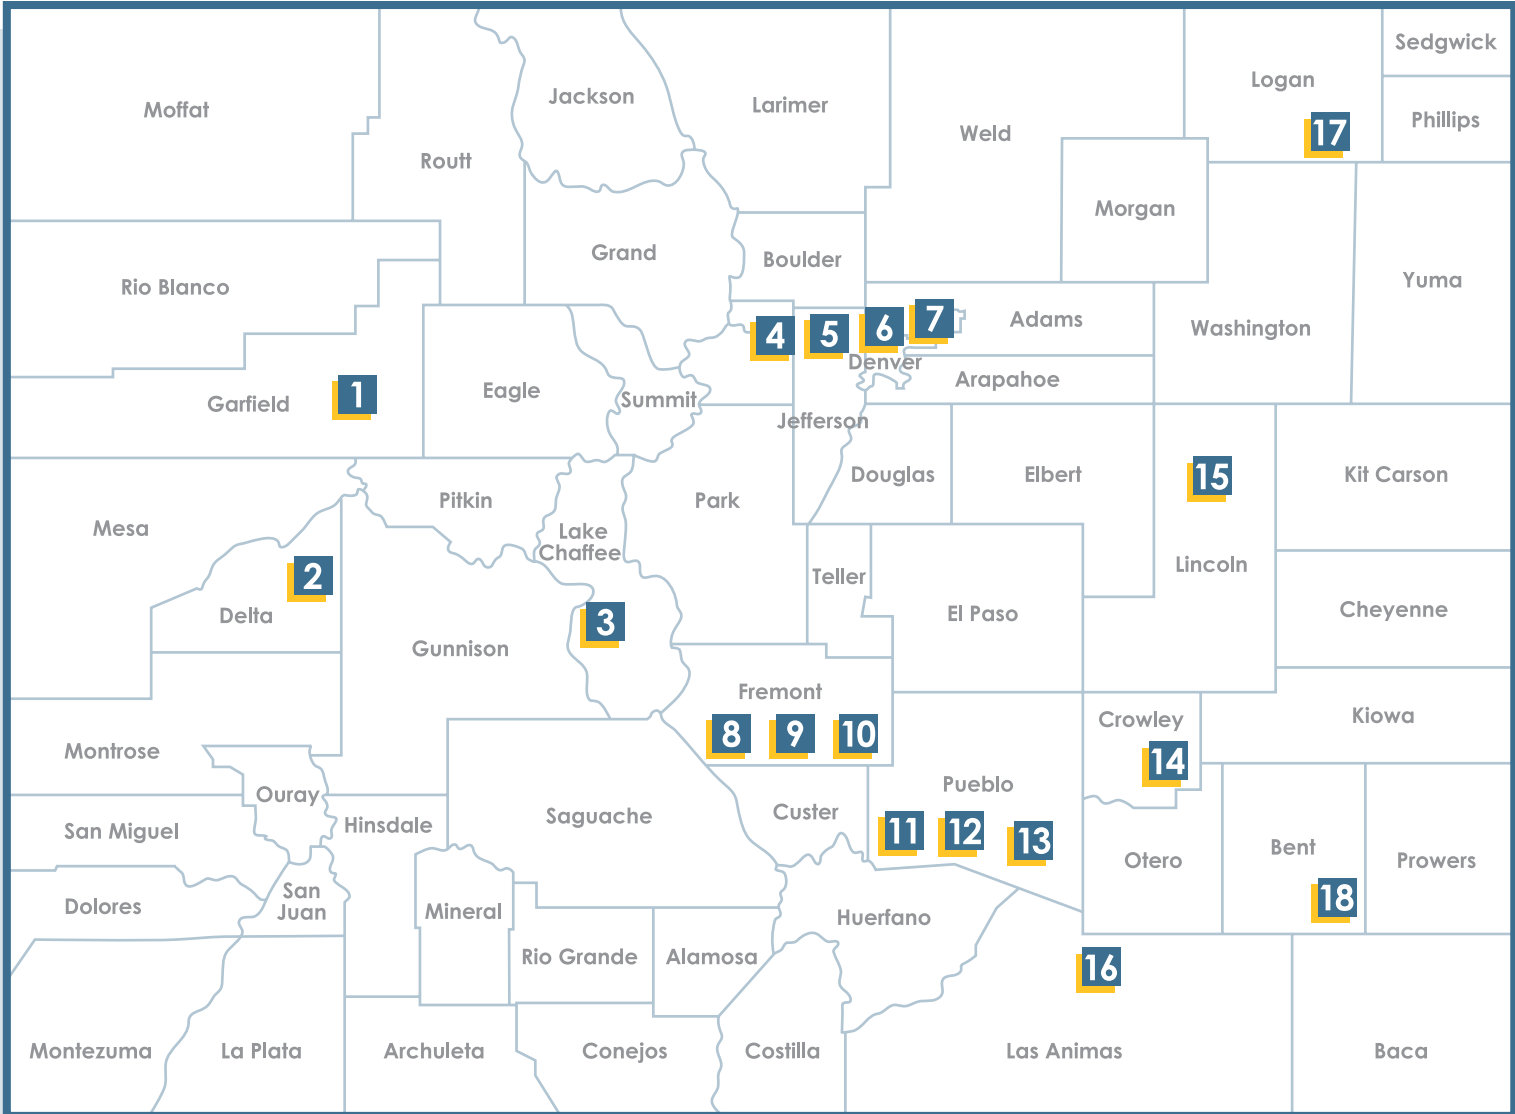 Sedgwick
Logan
Jackson
Larimer
Moffat
Phillips
17
Weld
Routt
Morgan
Grand
Boulder
Yuma
Rio Blanco
Adams
Washington
4
5
6
7
Denver
Arapahoe
Eagle
Summit
1
Garfield
Jefferson
Douglas
Elbert
15
Kit Carson
Pitkin
Park
Mesa
Lake
Chaffee
Lincoln
2
Teller
Delta
El Paso
Cheyenne
3
Gunnison
Fremont
Crowley
Kiowa
8
9
10
Montrose
14
Pueblo
Ouray
Custer
Saguache
Hinsdale
San Miguel
11
12
13
Bent
Otero
Prowers
San
Juan
18
Dolores
Mineral
Huerfano
Rio Grande
Alamosa
16
Montezuma
La Plata
Archuleta
Conejos
Costilla
Las Animas
Baca